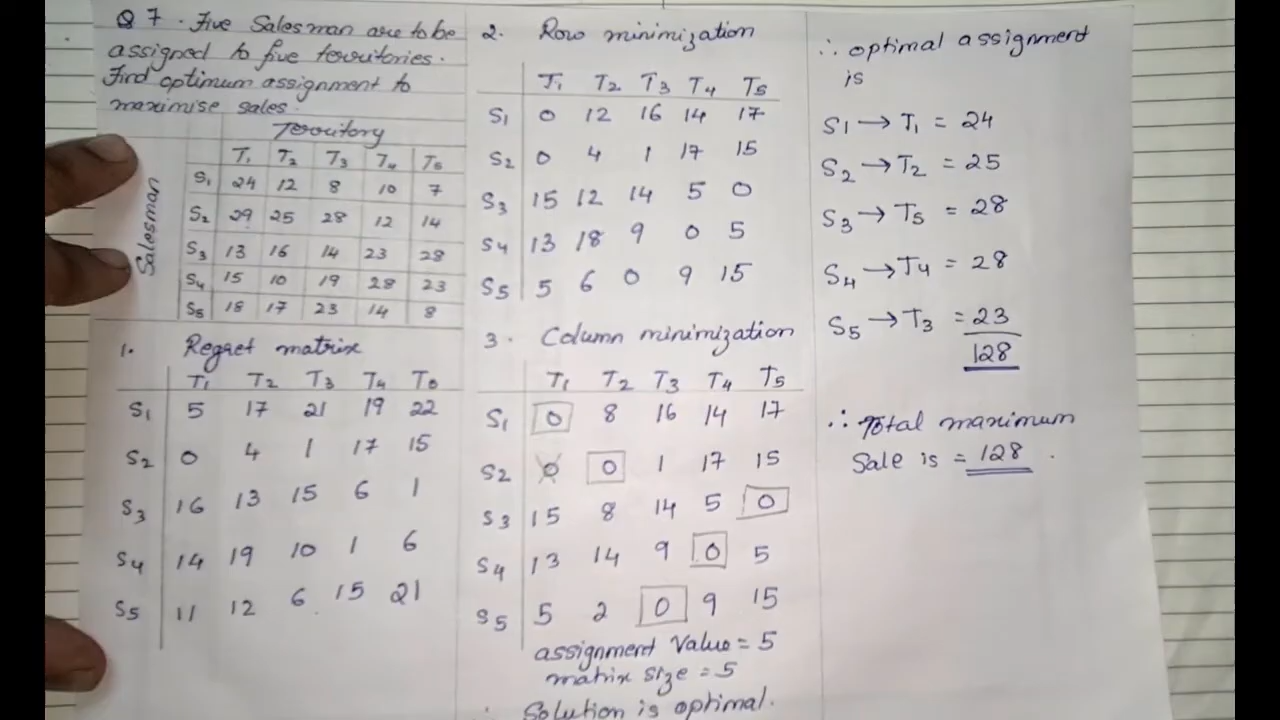 Q 7. Five Salesman are to be
assigned to five territories.
Find optimum assignment to
maximise sales.
Territory
Salesman
T1 T2 T3 T4 T5
S1 24 12 8 10 7
S2 29 25 28 12 14
S3 13 16 14 23 28
S4 15 10 19 28 23
S5 18 17 23 14 8
1. Regret matrix
T1 T2 T3 T4 T5
S1 5 17 21 19 22
S2 0 4 1 17 15
S3 16 13 15 6 1
S4 14 19 10 1 6
S5 11 12 6 15 21
2. Row minimization
T1 T2 T3 T4 T5
S1 0 12 16 14 17
S2 0 4 1 17 15
S3 15 12 14 5 0
S4 13 18 9 0 5
S5 5 6 0 9 15
3. Column minimization
T1 T2 T3 T4 T5
S1 0 8 16 14 17
S2 0 0 1 17 15
S3 15 8 14 5 0
S4 13 14 9 0 5
S5 5 2 0 9 15
assignment value = 5
matrix size = 5
∴ Solution is optimal.
∴ optimal assignment
is
S1 → T1 = 24
S2 → T2 = 25
S3 → T5 = 28
S4 → T4 = 28
S5 → T3 = 23
128
∴ Total maximum
Sale is = 128